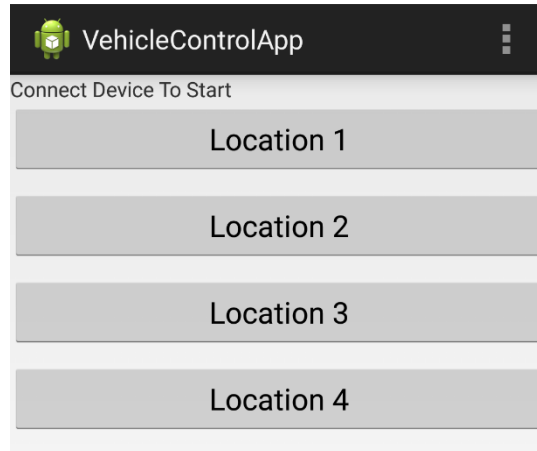 VehicleControlApp
Connect Device To Start
Location 1
Location 2
Location 3
Location 4